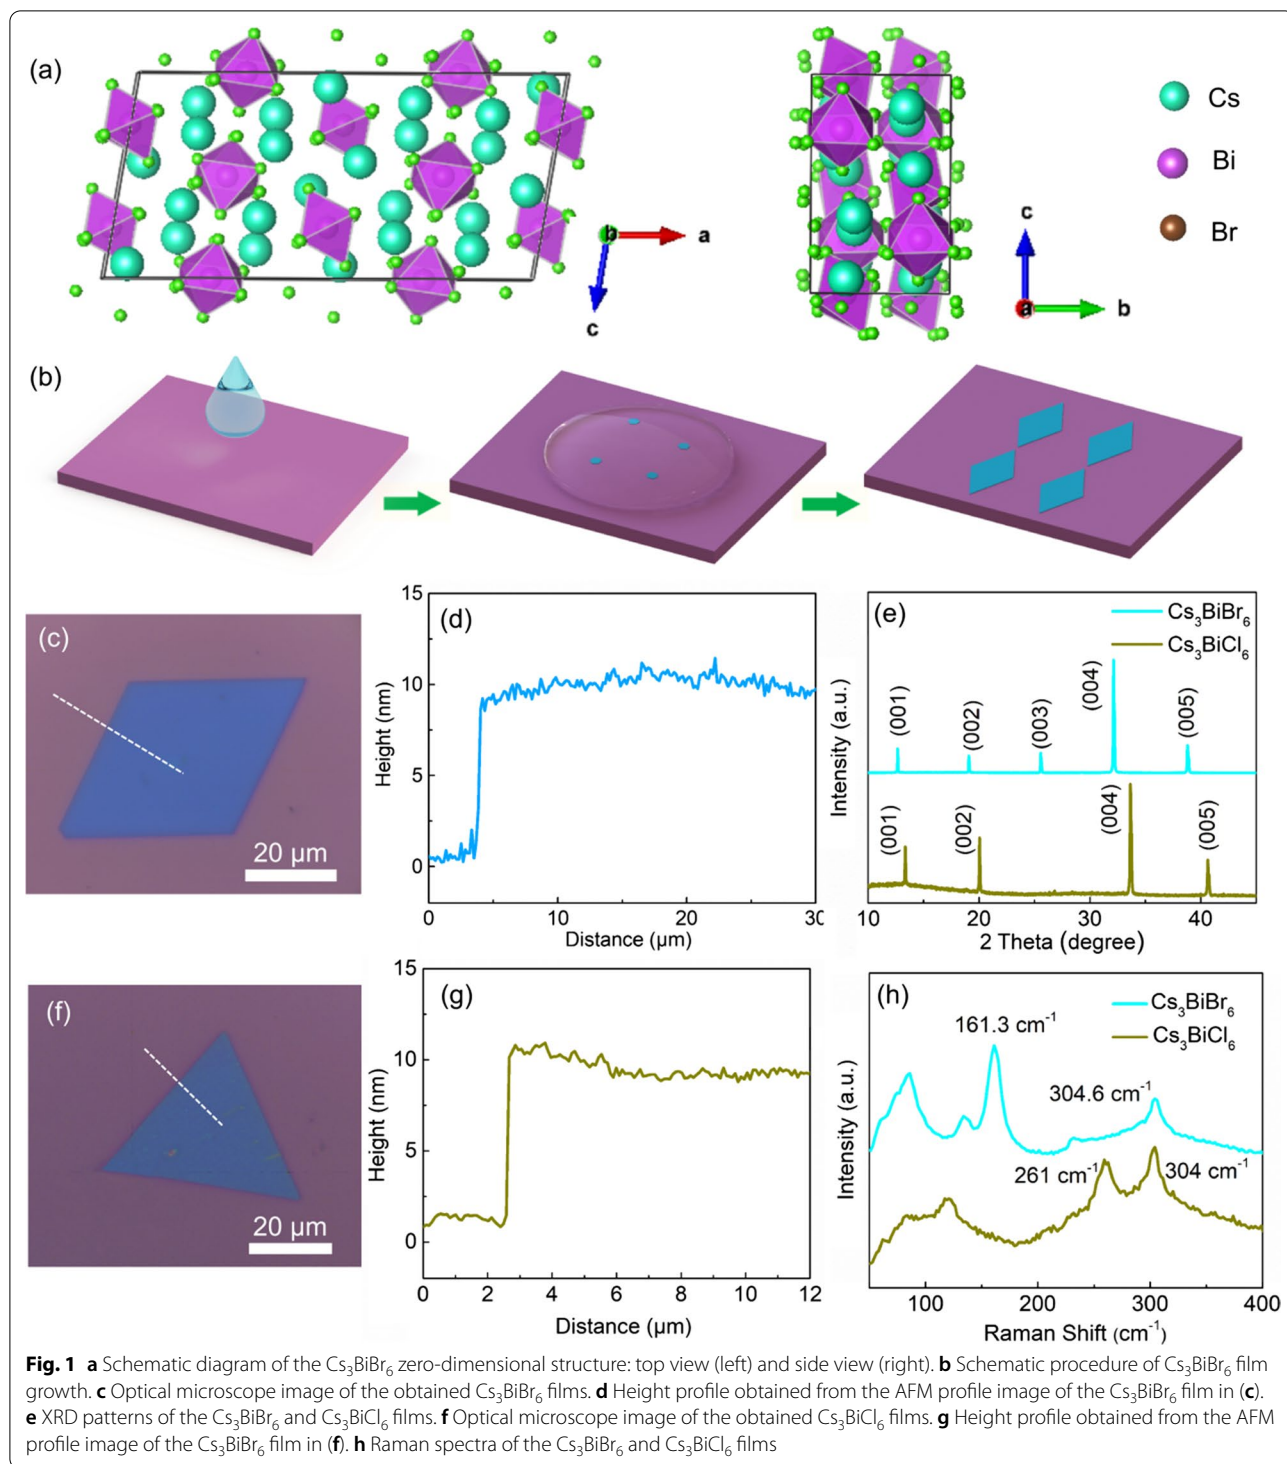 (a)
Cs
Bi
Br
b
a
c
c
a
b
(b)
(c)
20 µm
(d)
15
10
5
0
Height (nm)
0 10 20 30
Distance (µm)
(e)
Cs₃BiBr₆
Cs₃BiCl₆
(001)
(002)
(003)
(004)
(005)
(001)
(002)
(004)
(005)
Intensity (a.u.)
10 20 30 40
2 Theta (degree)
(f)
20 µm
(g)
15
10
5
0
Height (nm)
0 2 4 6 8 10 12
Distance (µm)
(h)
Cs₃BiBr₆
Cs₃BiCl₆
161.3 cm⁻¹
304.6 cm⁻¹
261 cm⁻¹
304 cm⁻¹
Intensity (a.u.)
100 200 300 400
Raman Shift (cm⁻¹)
Fig. 1 a Schematic diagram of the Cs₃BiBr₆ zero-dimensional structure: top view (left) and side view (right). b Schematic procedure of Cs₃BiBr₆ film
growth. c Optical microscope image of the obtained Cs₃BiBr₆ films. d Height profile obtained from the AFM profile image of the Cs₃BiBr₆ film in (c).
e XRD patterns of the Cs₃BiBr₆ and Cs₃BiCl₆ films. f Optical microscope image of the obtained Cs₃BiCl₆ films. g Height profile obtained from the AFM
profile image of the Cs₃BiBr₆ film in (f). h Raman spectra of the Cs₃BiBr₆ and Cs₃BiCl₆ films